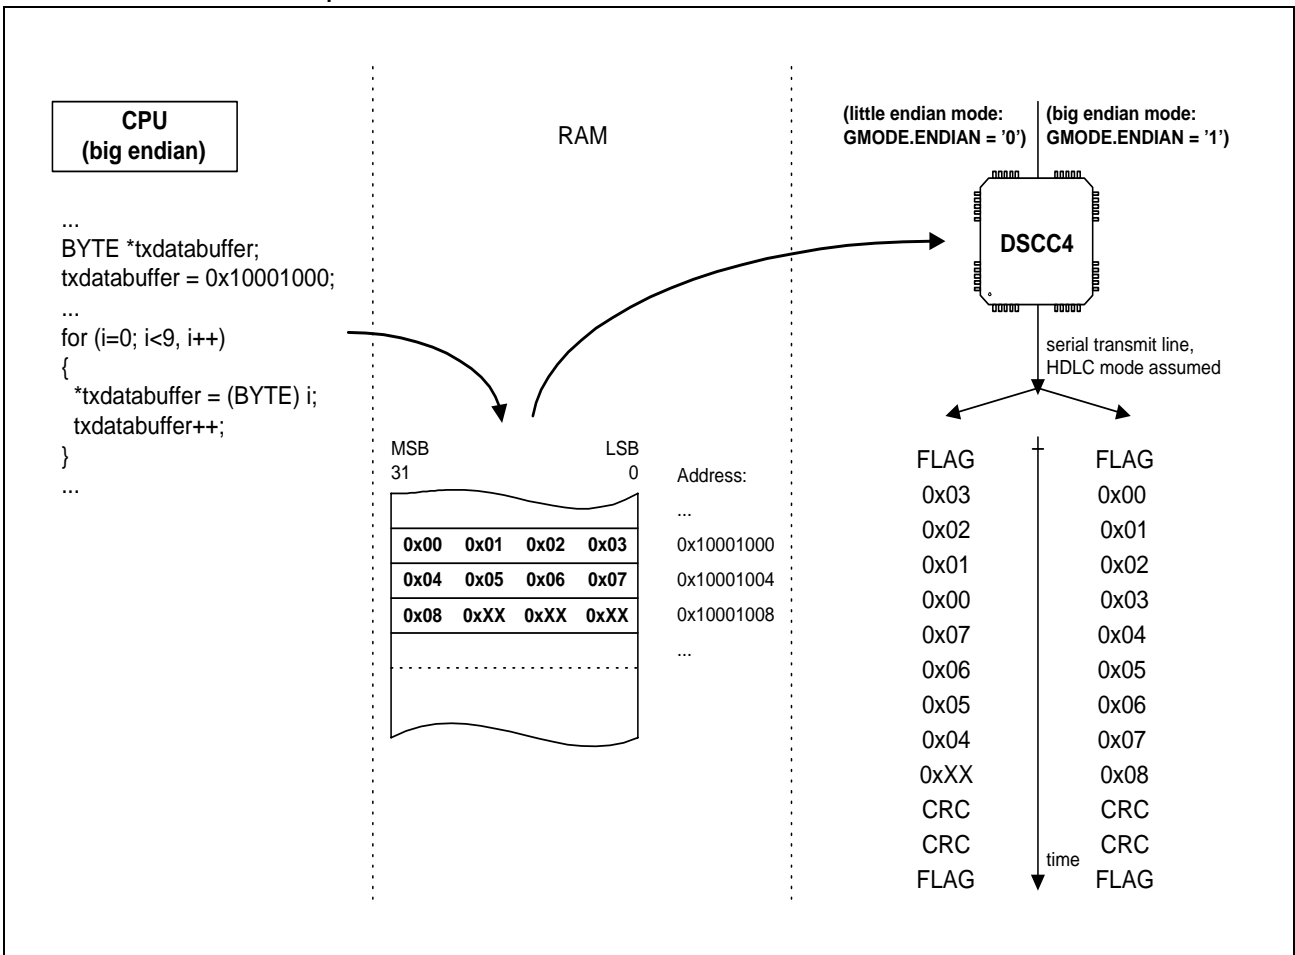 CPU
(big endian)
...
BYTE *txdatabuffer;
txdatabuffer = 0x10001000;
...
for (i=0; i<9, i++)
{
*txdatabuffer = (BYTE) i;
txdatabuffer++;
}
...
RAM
MSB LSB
31 0 Address:
...
0x00 0x01 0x02 0x03 0x10001000
0x04 0x05 0x06 0x07 0x10001004
0x08 0xXX 0xXX 0xXX 0x10001008
...
(little endian mode: (big endian mode:
GMODE.ENDIAN = '0') GMODE.ENDIAN = '1')
DSCC4
serial transmit line,
HDLC mode assumed
FLAG FLAG
0x03 0x00
0x02 0x01
0x01 0x02
0x00 0x03
0x07 0x04
0x06 0x05
0x05 0x06
0x04 0x07
0xXX 0x08
CRC CRC
CRC CRC
time
FLAG FLAG